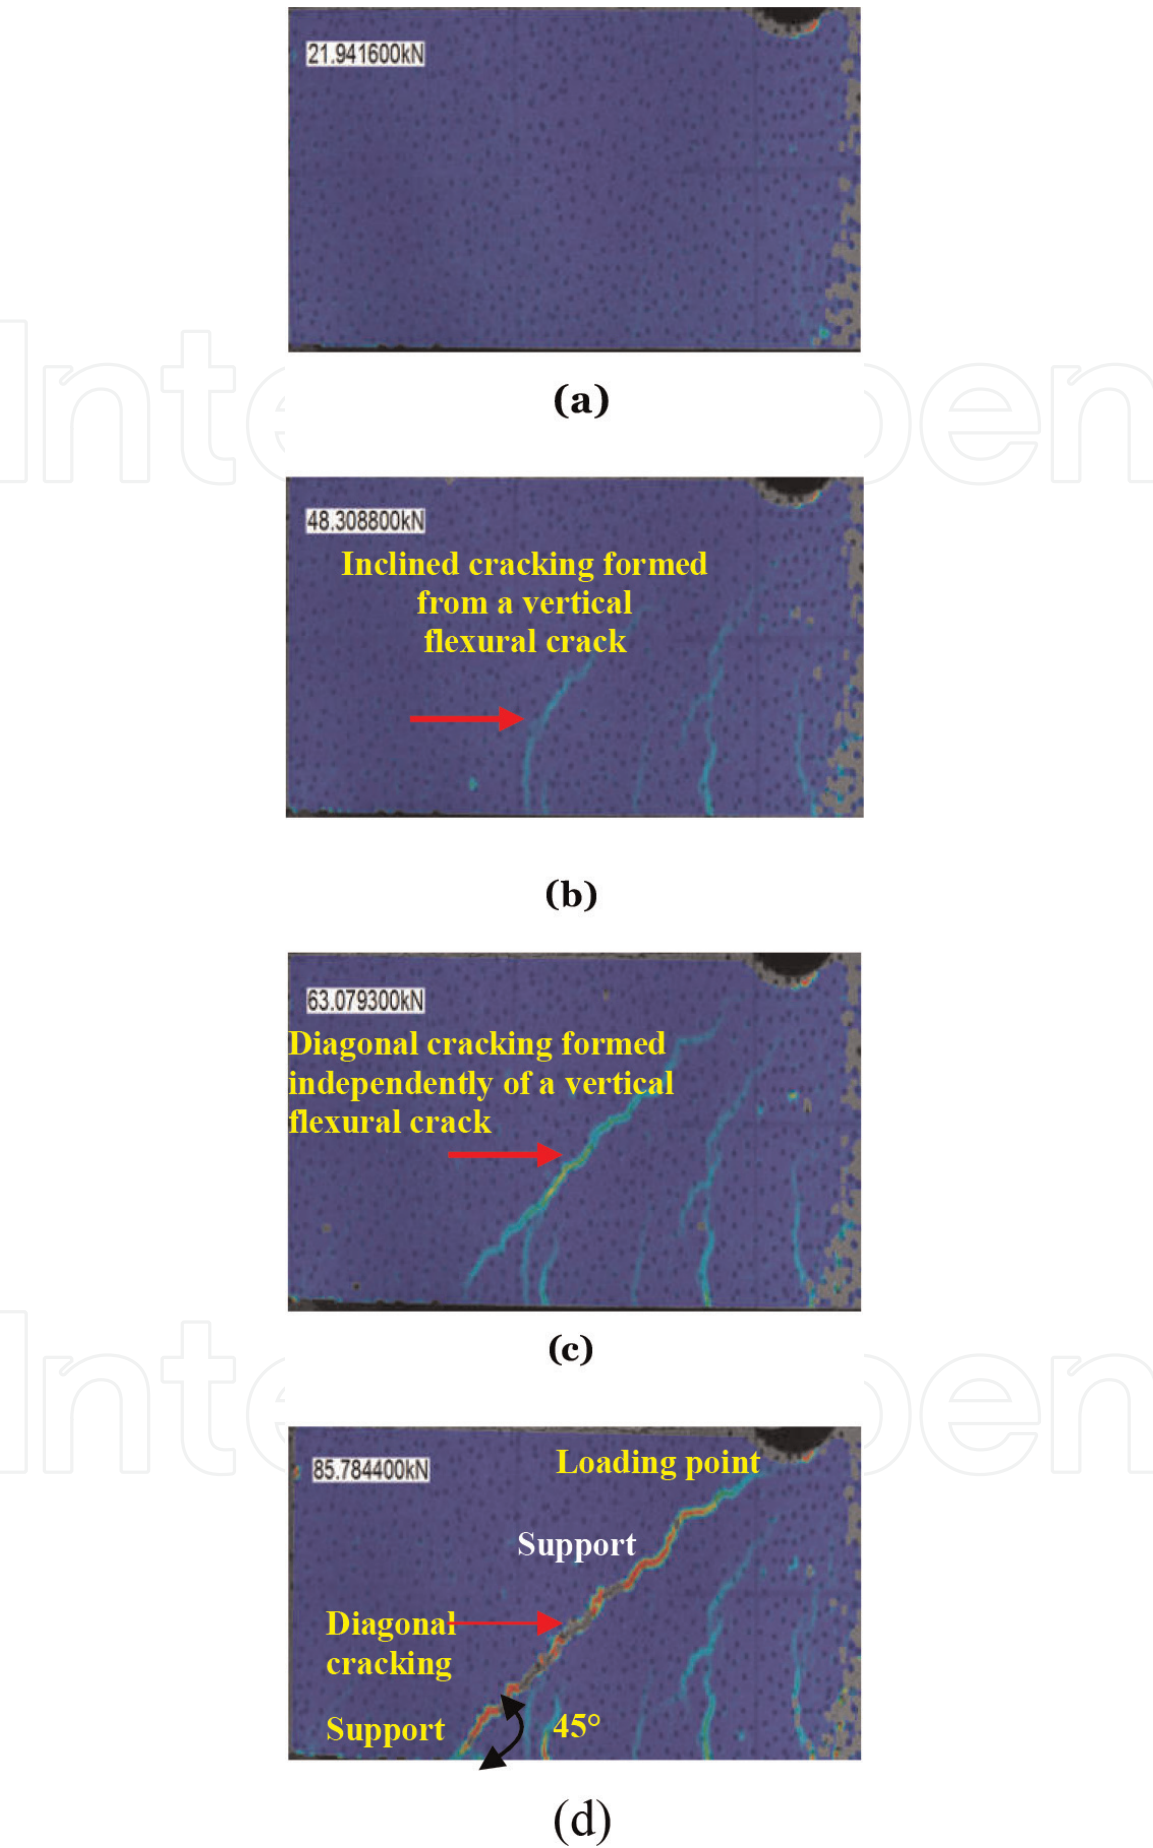 21.941600kN
(a)
48.308800kN
Inclined cracking formed
from a vertical
flexural crack
(b)
63.079300kN
Diagonal cracking formed
independently of a vertical
flexural crack
(c)
85.784400kN
Loading point
Support
Diagonal
cracking
Support
45°
(d)